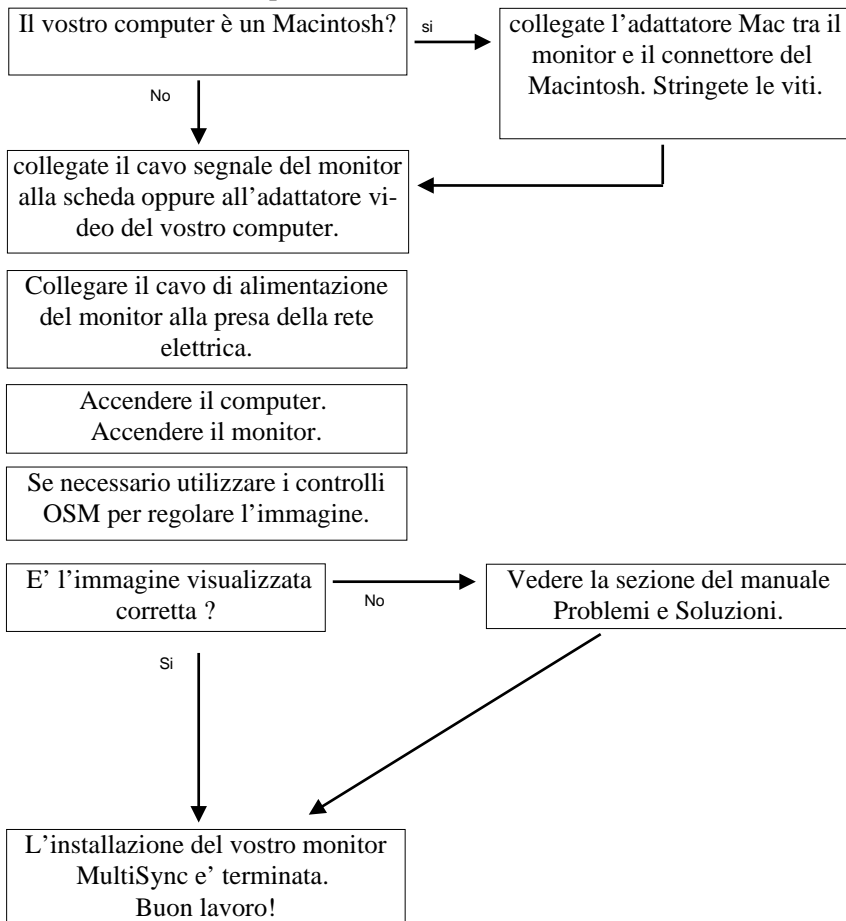 Il vostro computer è un Macintosh?
si
collegate l’adattatore Mac tra il
monitor e il connettore del
Macintosh. Stringete le viti.
No
collegate il cavo segnale del monitor
alla scheda oppure all’adattatore vi-
deo del vostro computer.
Collegare il cavo di alimentazione
del monitor alla presa della rete
elettrica.
Accendere il computer.
Accendere il monitor.
Se necessario utilizzare i controlli
OSM per regolare l’immagine.
E’ l’immagine visualizzata
corretta ?
No
Vedere la sezione del manuale
Problemi e Soluzioni.
Si
L’installazione del vostro monitor
MultiSync e’ terminata.
Buon lavoro!